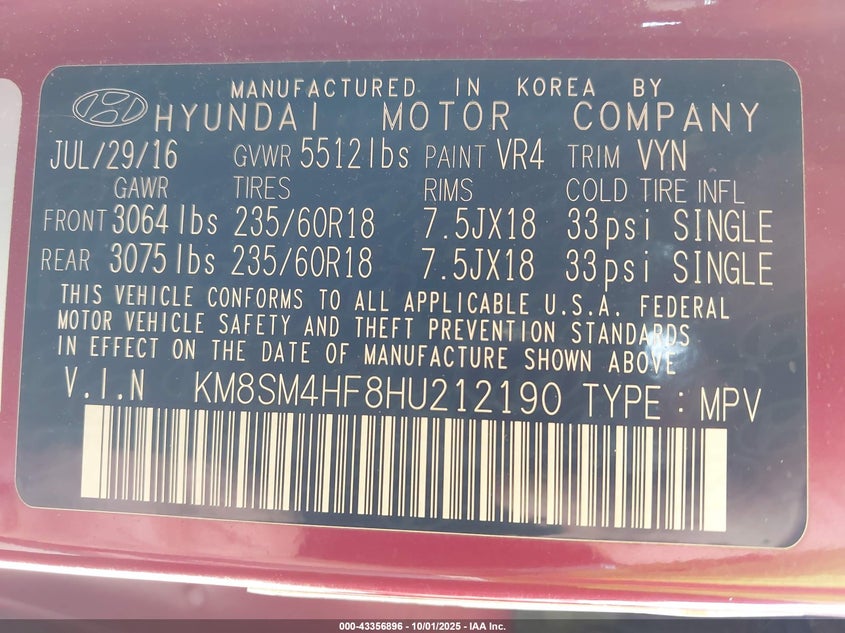 MANUFACTURED IN KOREA BY
HYUNDAI MOTOR COMPANY
JUL/29/16 GVWR 5512lbs PAINT VR4 TRIM VYN
GAWR TIRES RIMS COLD TIRE INFL
FRONT 3064lbs 235/60R18 7.5JX18 33psi SINGLE
REAR 3075lbs 235/60R18 7.5JX18 33psi SINGLE
THIS VEHICLE CONFORMS TO ALL APPLICABLE U.S.A. FEDERAL
MOTOR VEHICLE SAFETY AND THEFT PREVENTION STANDARDS
IN EFFECT ON THE DATE OF MANUFACTURE SHOWN ABOVE
V.I.N KM8SM4HF8HU212190 TYPE : MPV
000-43356896 - 10/01/2025 - IAA Inc.